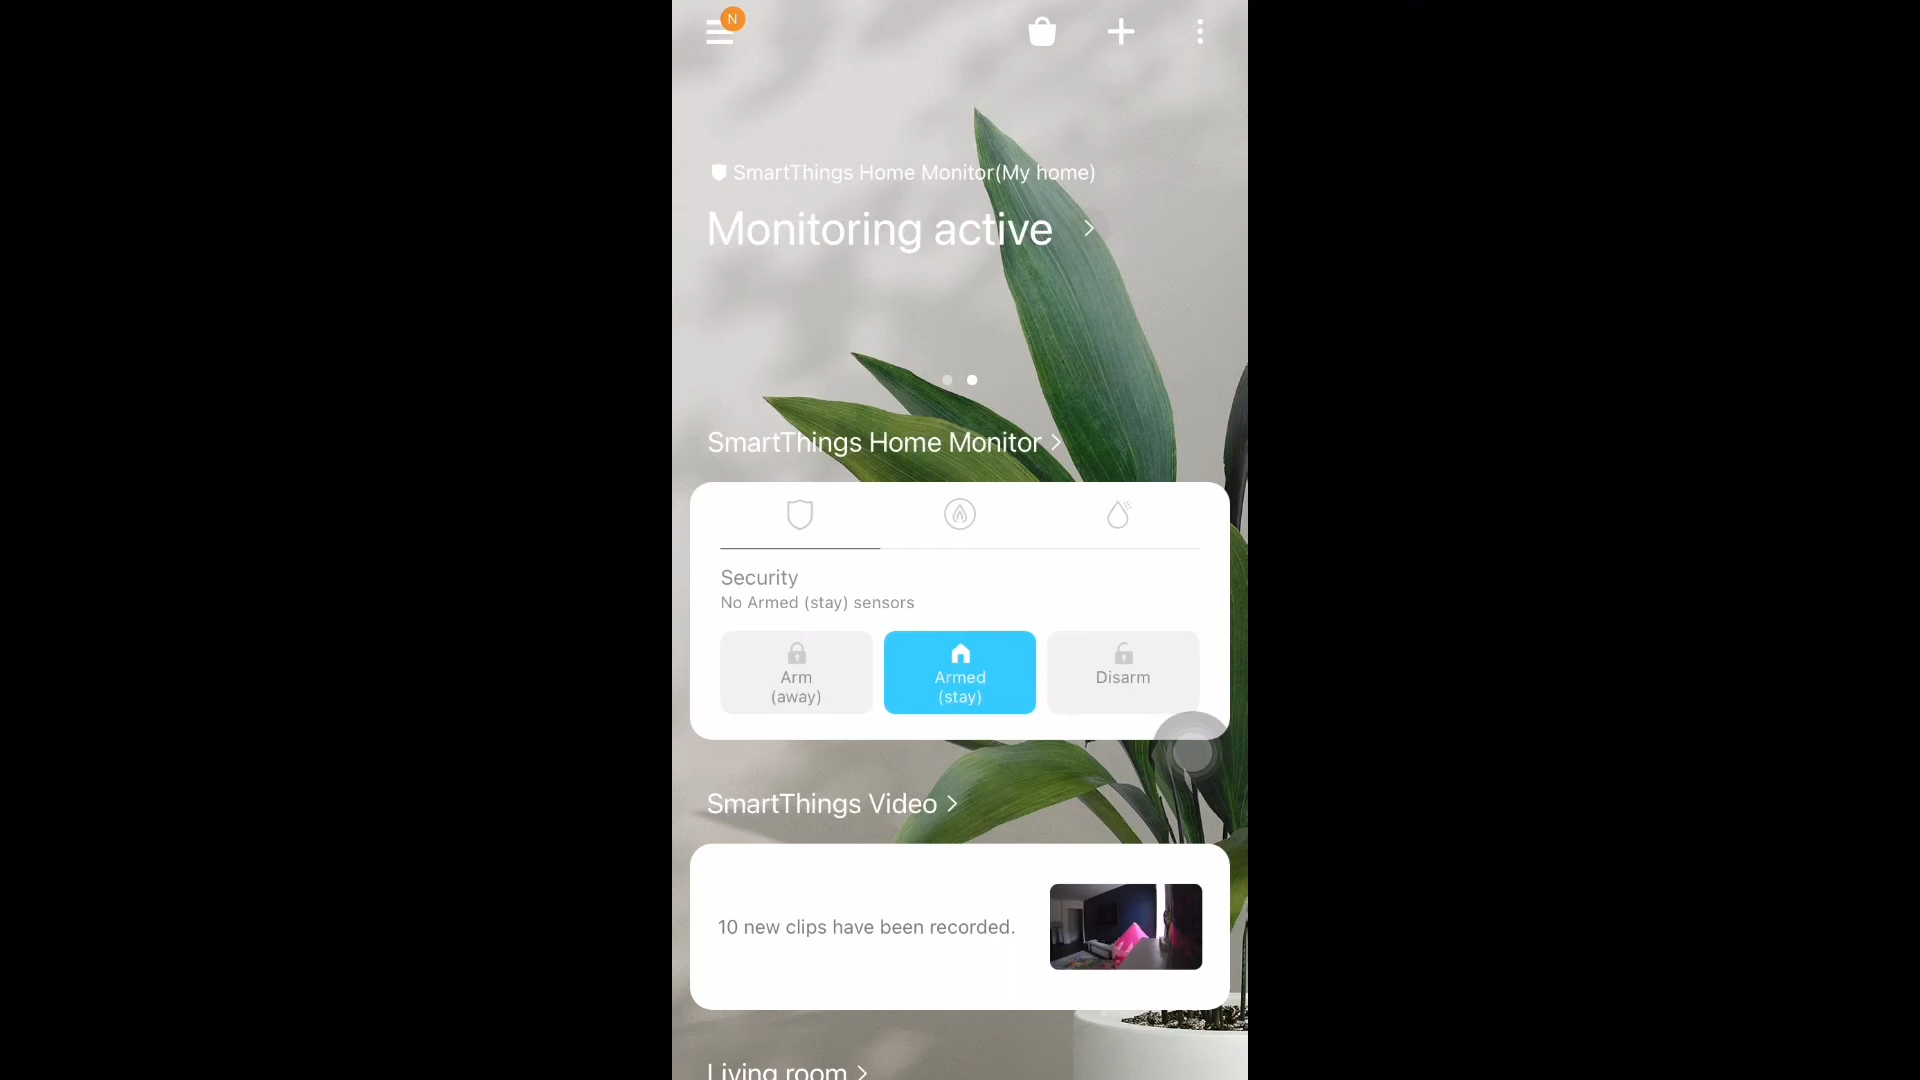 N
SmartThings Home Monitor(My home)
Monitoring active
SmartThings Home Monitor
Security
No Armed (stay) sensors
Arm
(away)
Armed
(stay)
Disarm
SmartThings Video
10 new clips have been recorded.
Living room